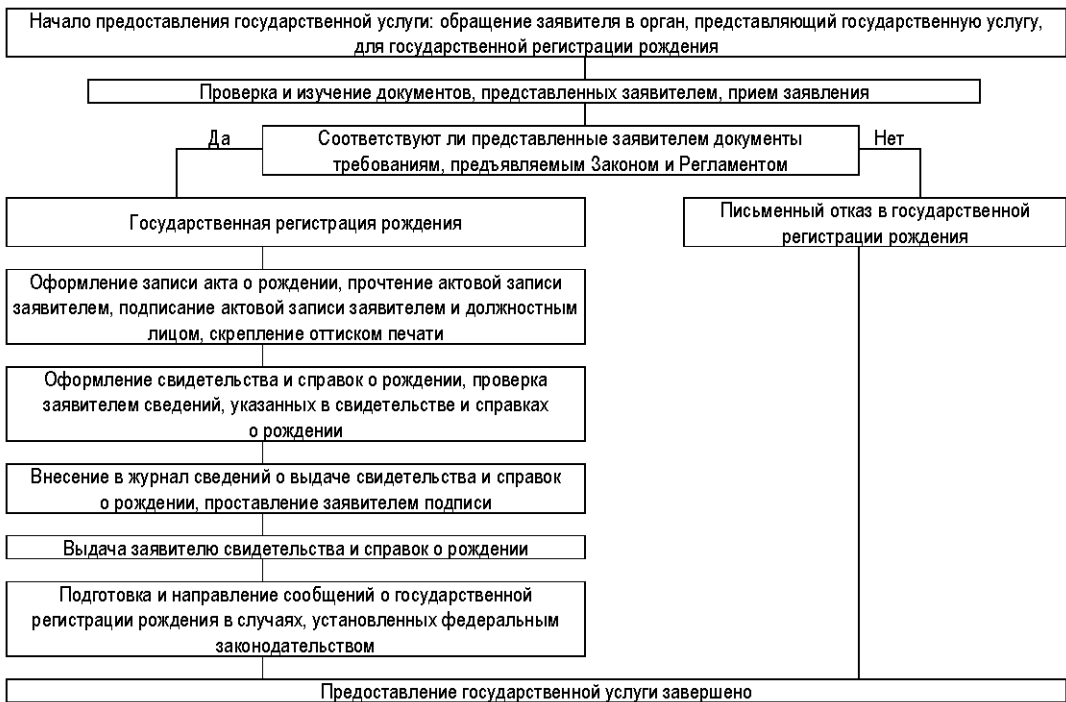 Начало предоставления государственной услуги: обращение заявителя в орган, представляющий государственную услугу,
для государственной регистрации рождения
Проверка и изучение документов, представленных заявителем, прием заявления
Да
Соответствуют ли представленные заявителем документы
требованиям, предъявляемым Законом и Регламентом
Нет
Государственная регистрация рождения
Письменный отказ в государственной
регистрации рождения
Оформление записи акта о рождении, прочтение актовой записи
заявителем, подписание актовой записи заявителем и должностным
лицом, скрепление оттиском печати
Оформление свидетельства и справок о рождении, проверка
заявителем сведений, указанных в свидетельстве и справках
о рождении
Внесение в журнал сведений о выдаче свидетельства и справок
о рождении, проставление заявителем подписи
Выдача заявителю свидетельства и справок о рождении
Подготовка и направление сообщений о государственной
регистрации рождения в случаях, установленных федеральным
законодательством
Предоставление государственной услуги завершено